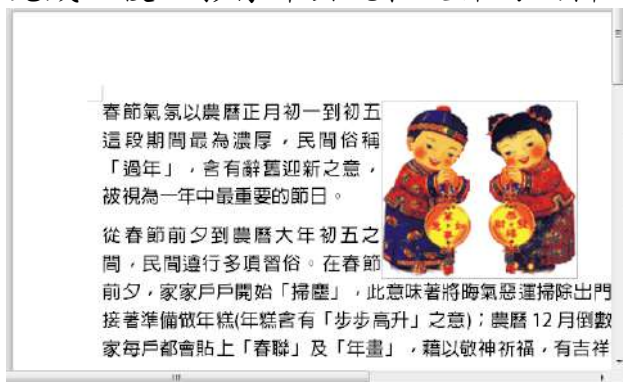 春節氣氛以農曆正月初一到初五
這段期間最為濃厚，民間俗稱
「過年」，含有辭舊迎新之意，
被視為一年中最重要的節日。
從春節前夕到農曆大年初五之
間，民間遵行多項習俗。在春節
前夕，家家戶戶開始「掃塵」，此意味著將晦氣惡運掃除出門
接著準備做年糕(年糕含有「步步高升」之意)；農曆 12 月倒數
家每戶都會貼上「春聯」及「年畫」，藉以敬神祈福，有吉祥